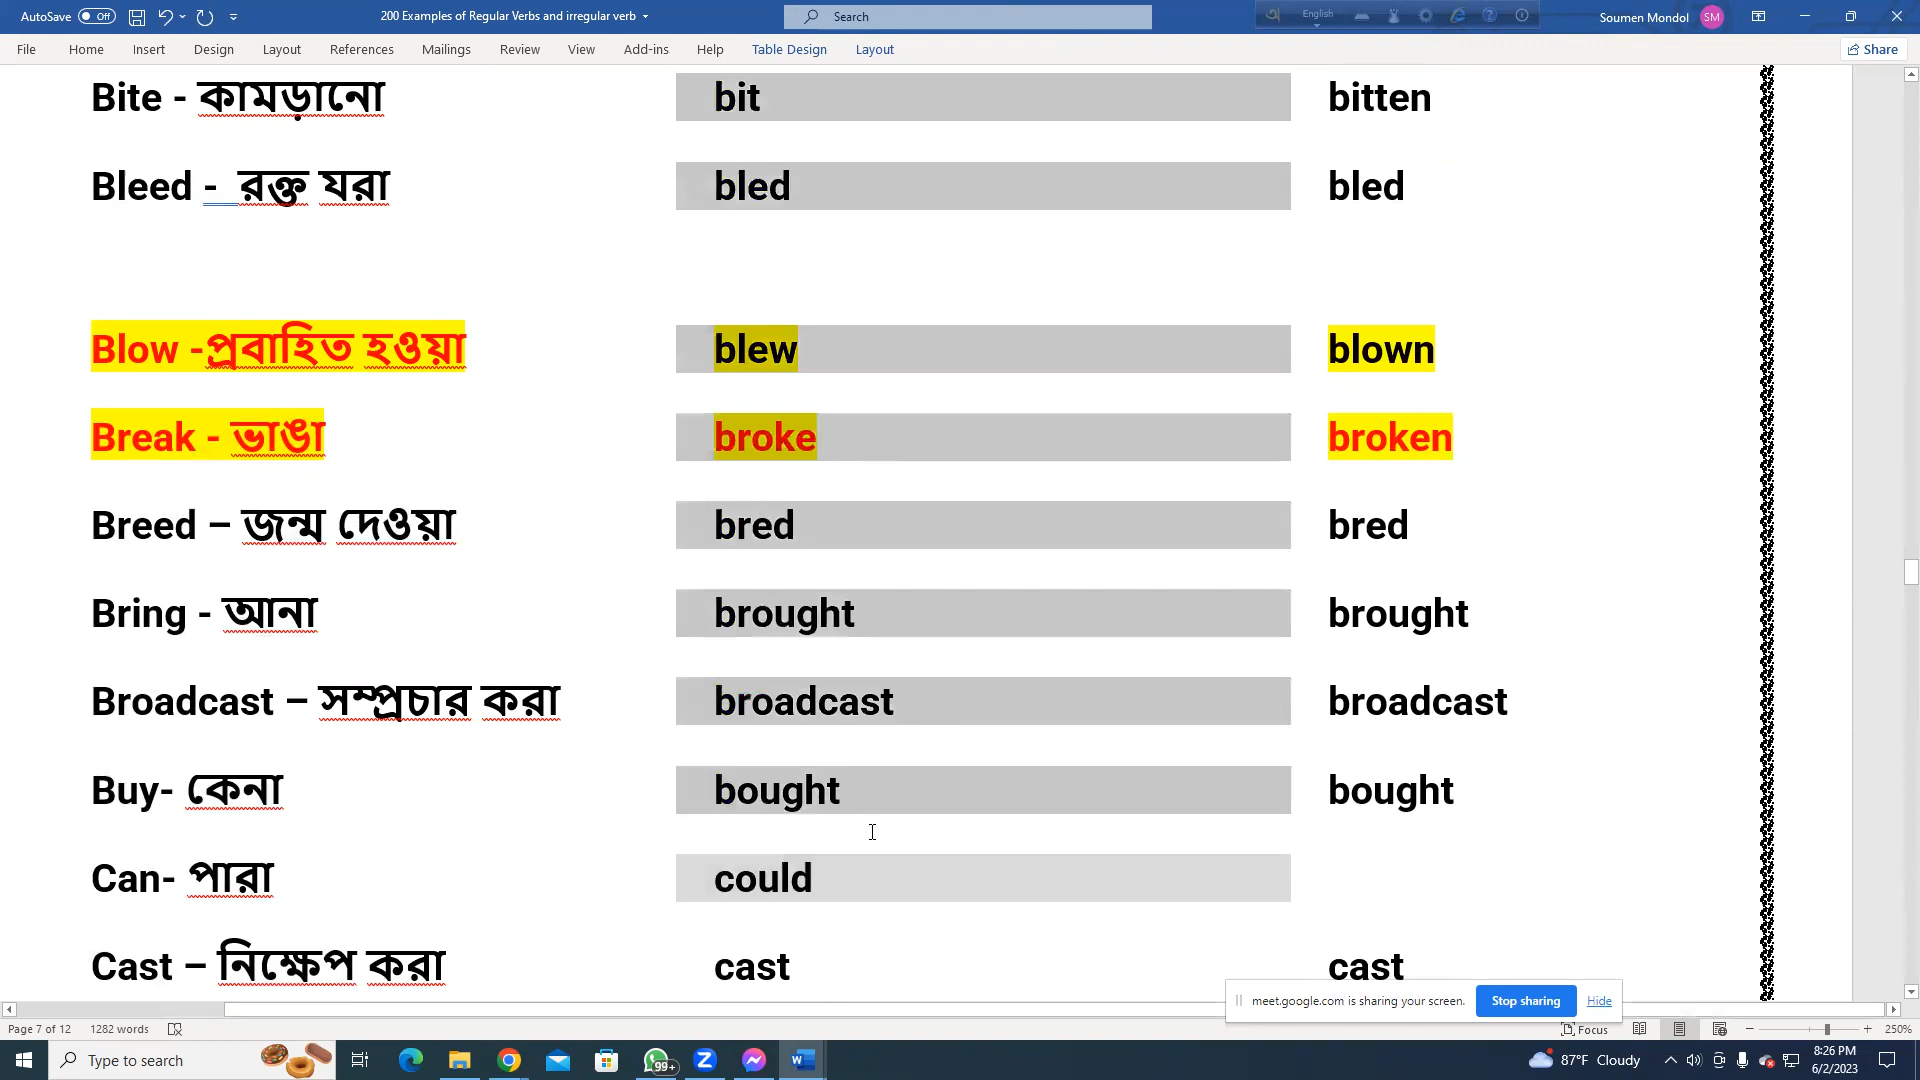 AutoSave Off 200 Examples of Regular Verbs and irregular verb Search English Soumen Mondol SM
File Home Insert Design Layout References Mailings Review View Add-ins Help Table Design Layout Share
Bite - কামড়ানো bit bitten
Bleed - রক্ত যরা bled bled
Blow -প্রবাহিত হওয়া blew blown
Break - ভাঙা broke broken
Breed – জন্ম দেওয়া bred bred
Bring - আনা brought brought
Broadcast – সম্প্রচার করা broadcast broadcast
Buy- কেনা bought bought
Can- পারা could
Cast – নিক্ষেপ করা cast cast
meet.google.com is sharing your screen. Stop sharing Hide
Page 7 of 12 1282 words Focus 250%
Type to search 99+ 87°F Cloudy 8:26 PM
6/2/2023